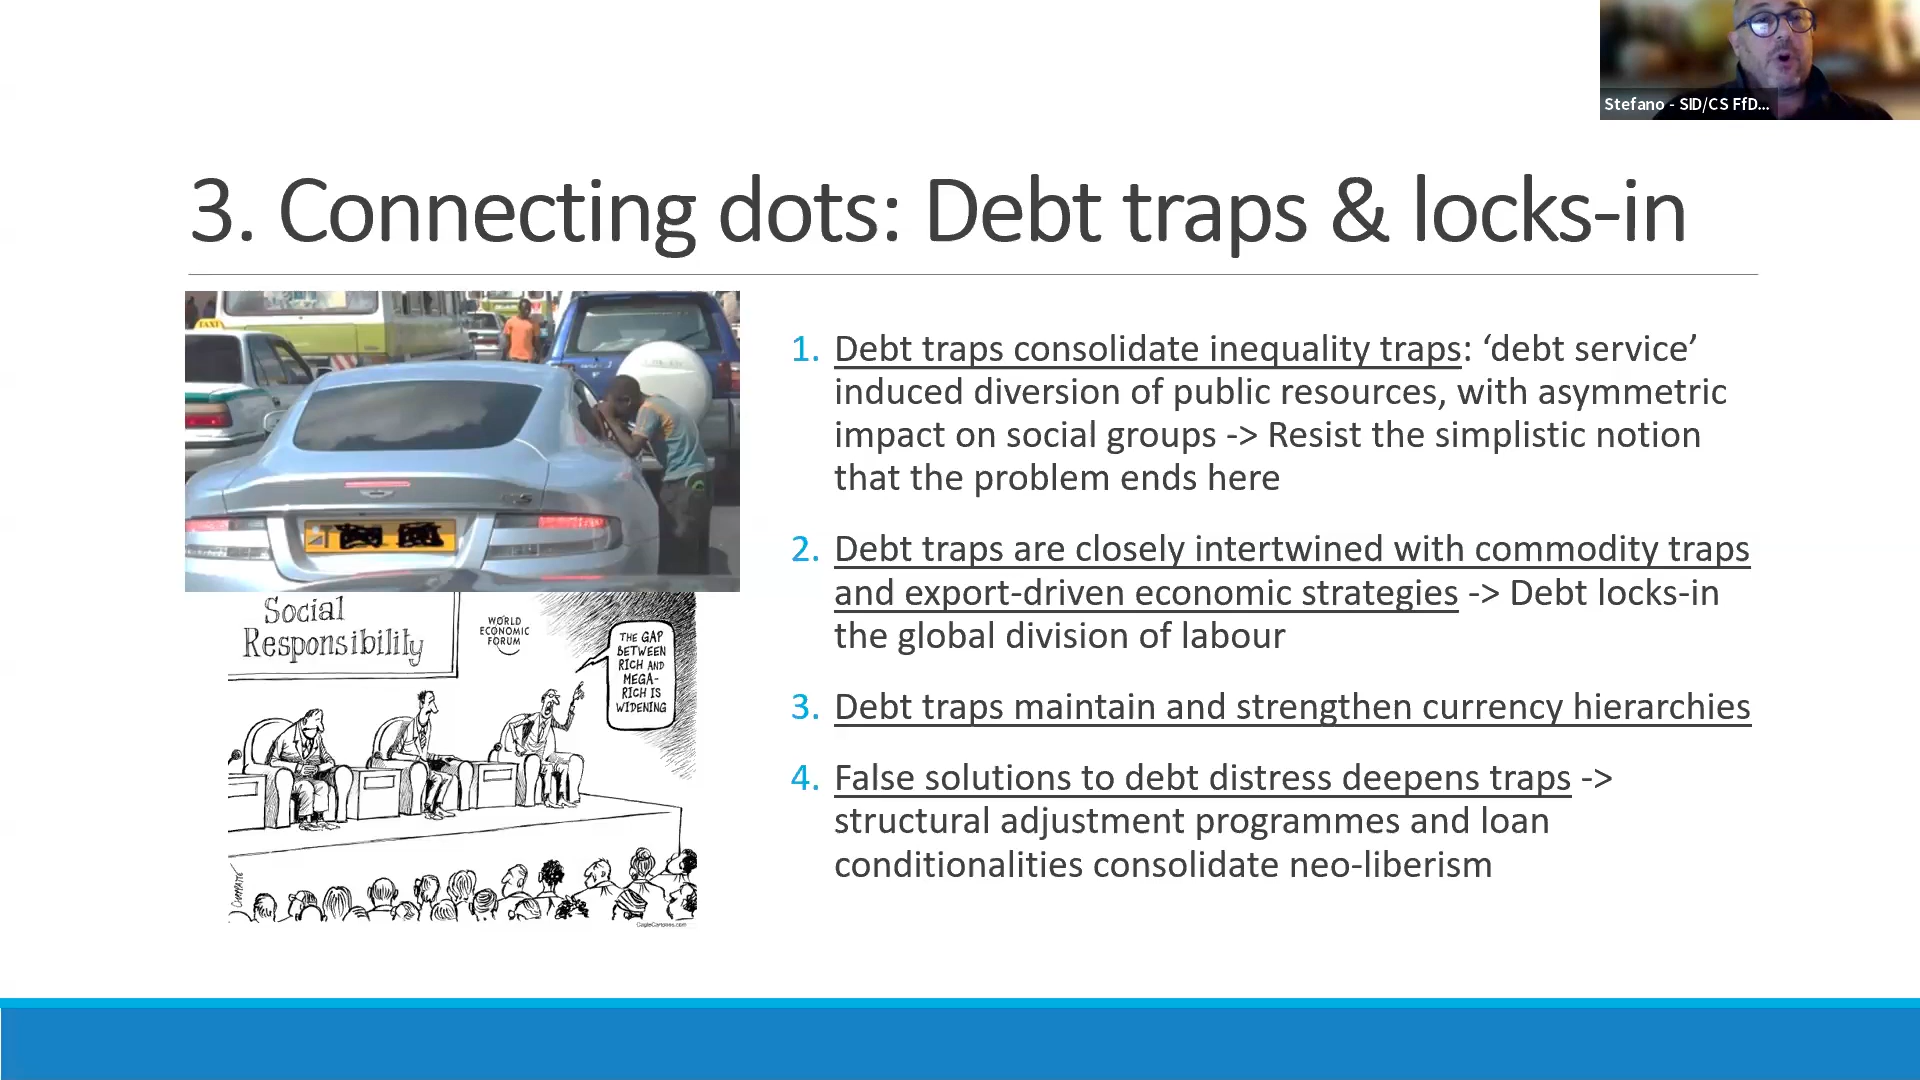 Stefano - SID/CS FfD...
3. Connecting dots: Debt traps & locks-in
TAXI
1. Debt traps consolidate inequality traps: ‘debt service’
induced diversion of public resources, with asymmetric
impact on social groups -> Resist the simplistic notion
that the problem ends here
2. Debt traps are closely intertwined with commodity traps
and export-driven economic strategies -> Debt locks-in
the global division of labour
3. Debt traps maintain and strengthen currency hierarchies
4. False solutions to debt distress deepens traps ->
structural adjustment programmes and loan
conditionalities consolidate neo-liberism
Social
Responsibility
WORLD
ECONOMIC
FORUM
THE GAP
BETWEEN
RICH AND
MEGA-
RICH IS
WIDENING
CHAPPATTE
CagleCartoons.com